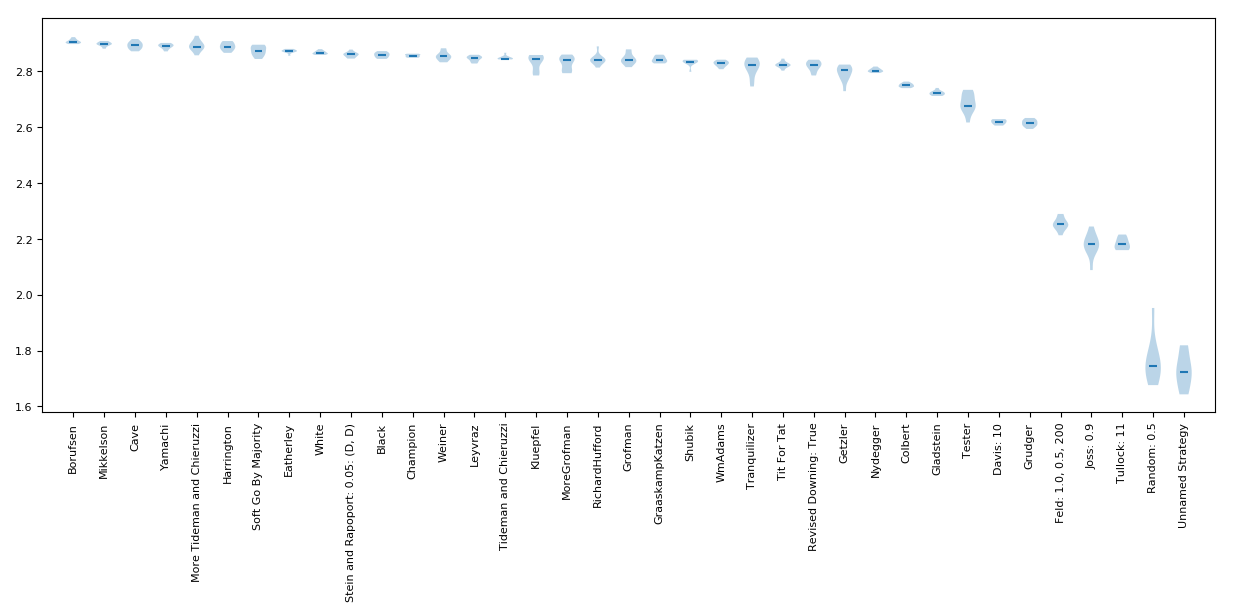 2.8
2.6
2.4
2.2
2.0
1.8
1.6
Borufsen
Mikkelson
Cave
Yamachi
More Tideman and Chieruzzi
Harrington
Soft Go By Majority
Eatherley
White
Stein and Rapoport: 0.05: (D, D)
Black
Champion
Weiner
Leyvraz
Tideman and Chieruzzi
Kluepfel
MoreGrofman
RichardHufford
Grofman
GraaskampKatzen
Shubik
WmAdams
Tranquilizer
Tit For Tat
Revised Downing: True
Getzler
Nydegger
Colbert
Gladstein
Tester
Davis: 10
Grudger
Feld: 1.0, 0.5, 200
Joss: 0.9
Tullock: 11
Random: 0.5
Unnamed Strategy